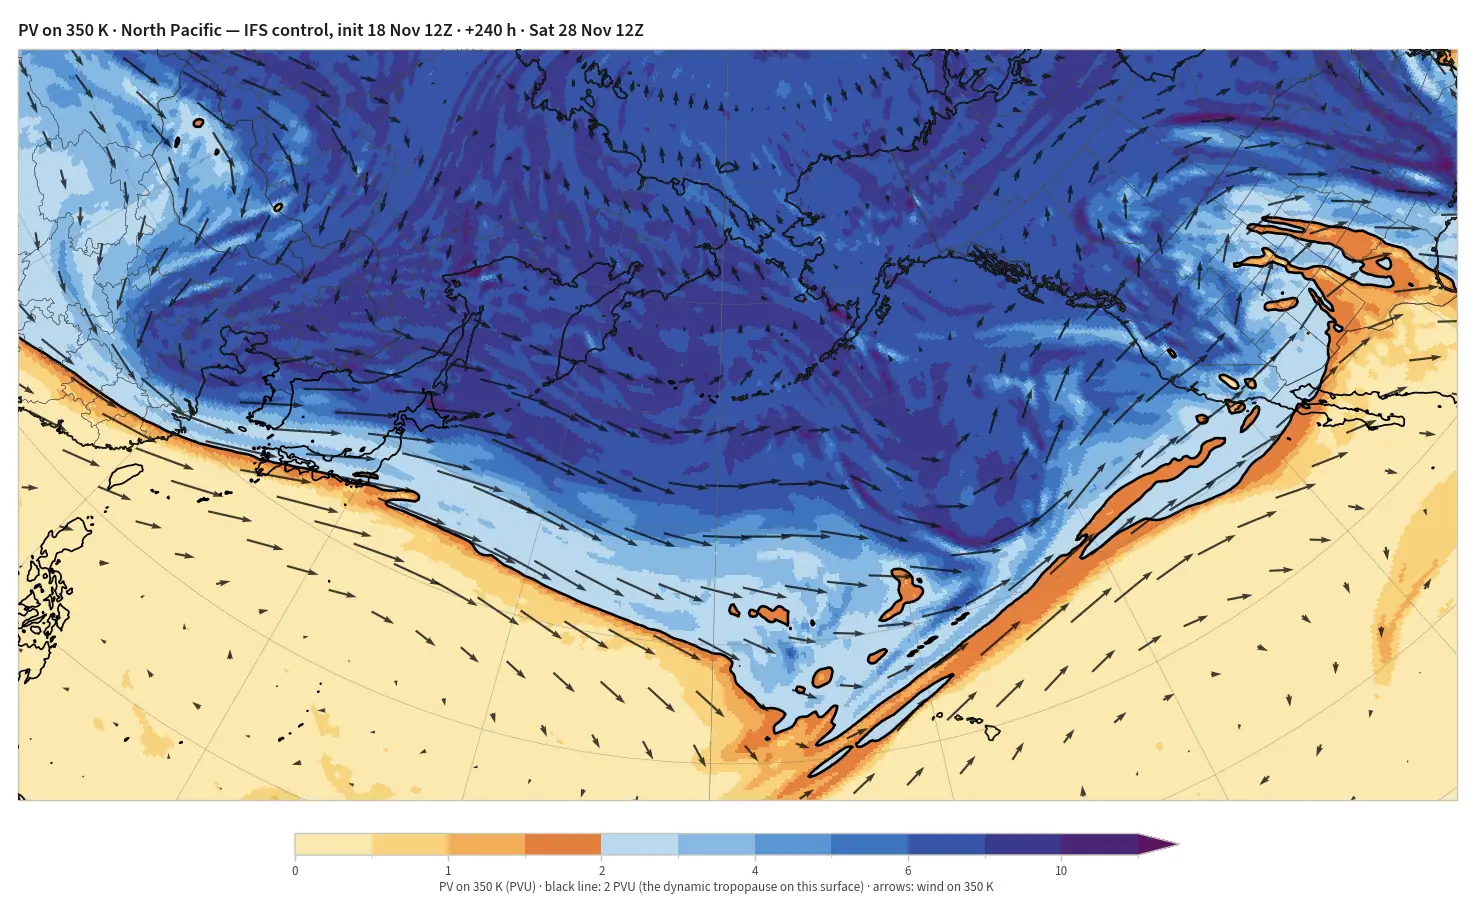 PV on 350 K · North Pacific — IFS control, init 18 Nov 12Z · +240 h · Sat 28 Nov 12Z
0 1 2 4 6 10
PV on 350 K (PVU) · black line: 2 PVU (the dynamic tropopause on this surface) · arrows: wind on 350 K